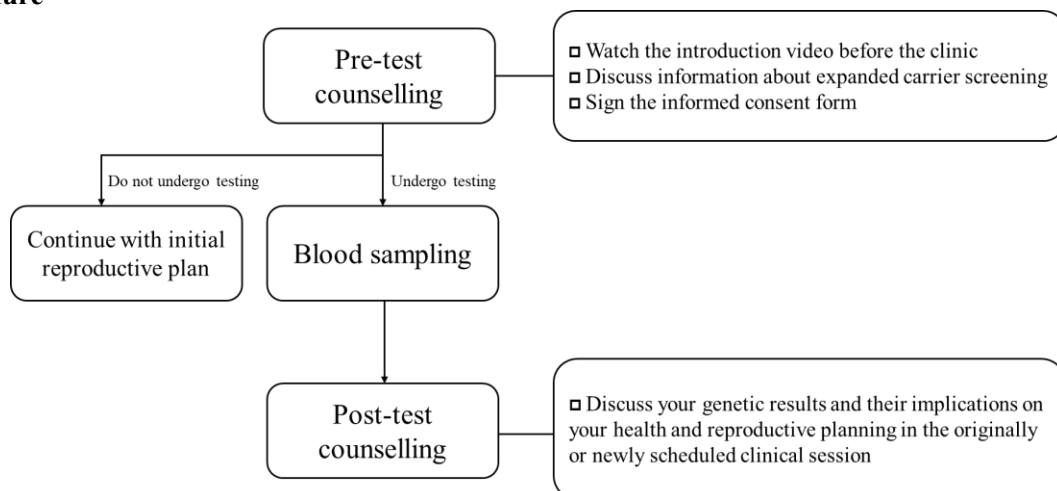 Pre-test
counselling
□ Watch the introduction video before the clinic
□ Discuss information about expanded carrier screening
□ Sign the informed consent form
Do not undergo testing
Undergo testing
Continue with initial
reproductive plan
Blood sampling
Post-test
counselling
□ Discuss your genetic results and their implications on
your health and reproductive planning in the originally
or newly scheduled clinical session